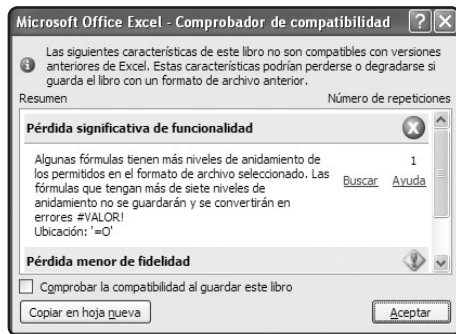 Microsoft Office Excel - Comprobador de compatibilidad
Las siguientes características de este libro no son compatibles con versiones
anteriores de Excel. Estas características podrían perderse o degradarse si
guarda el libro con un formato de archivo anterior.
Resumen Número de repeticiones
Pérdida significativa de funcionalidad
Algunas fórmulas tienen más niveles de anidamiento de 1
los permitidos en el formato de archivo seleccionado. Las
fórmulas que tengan más de siete niveles de Buscar Ayuda
anidamiento no se guardarán y se convertirán en
errores #VALOR!
Ubicación: '=O'
Pérdida menor de fidelidad
Comprobar la compatibilidad al guardar este libro
Copiar en hoja nueva Aceptar